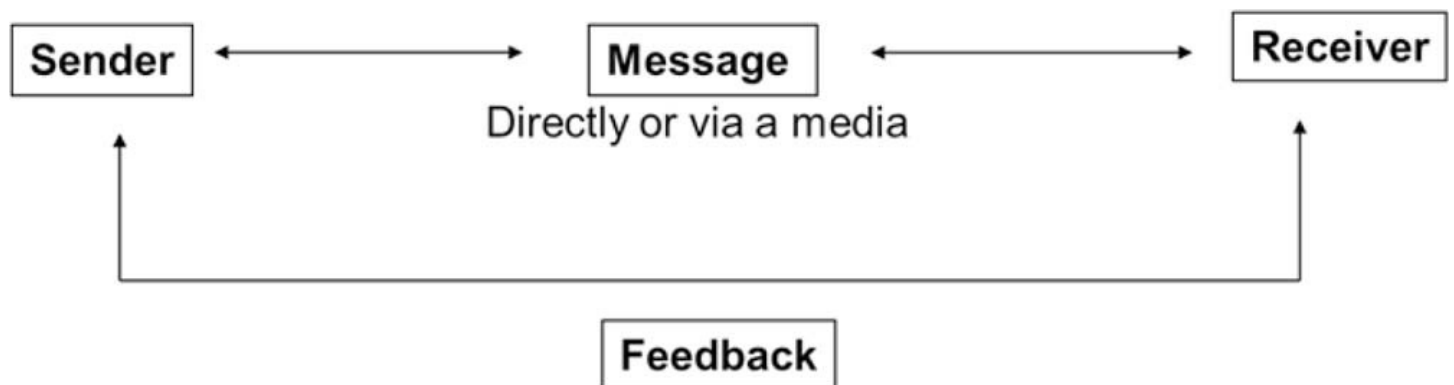 Sender
Message
Receiver
Directly or via a media
Feedback